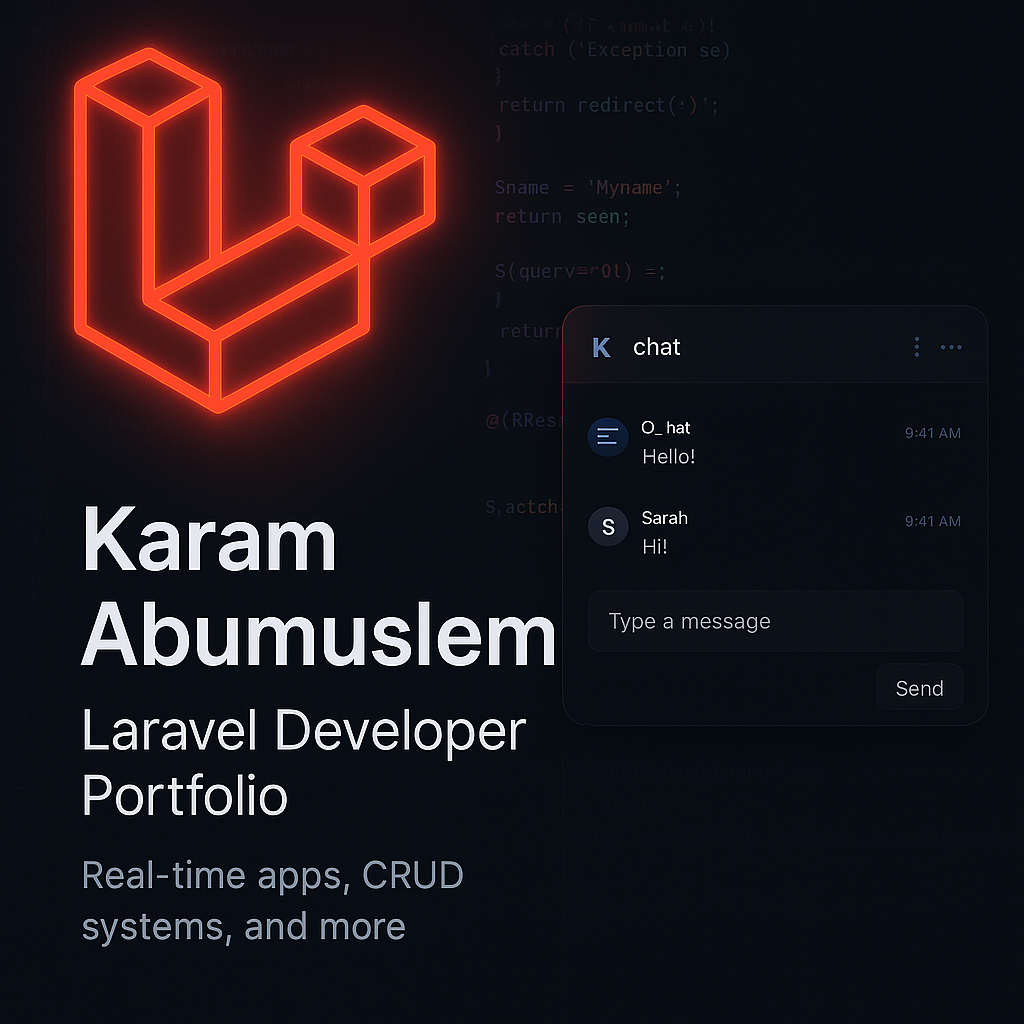 catch ('Exception se)
}
return redirect(·)';
}
Sname = 'Myname';
return seen;
S(querv=r0l) =;
}
return
}
@(RRes
S,actch
K chat
O_ hat 9:41 AM
Hello!
S Sarah 9:41 AM
Hi!
Type a message
Send
Karam
Abumuslem
Laravel Developer
Portfolio
Real-time apps, CRUD
systems, and more